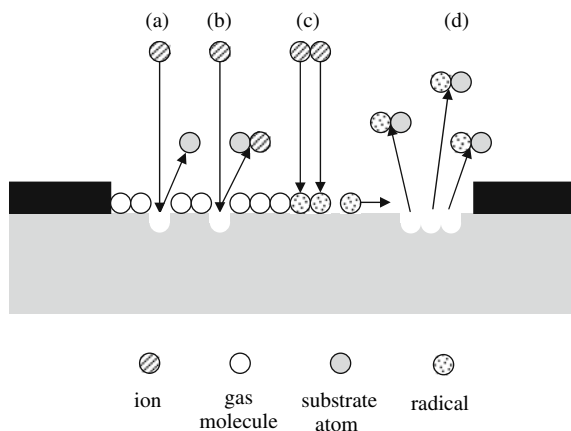 (a) (b) (c) (d)
ion gas substrate radical
molecule atom